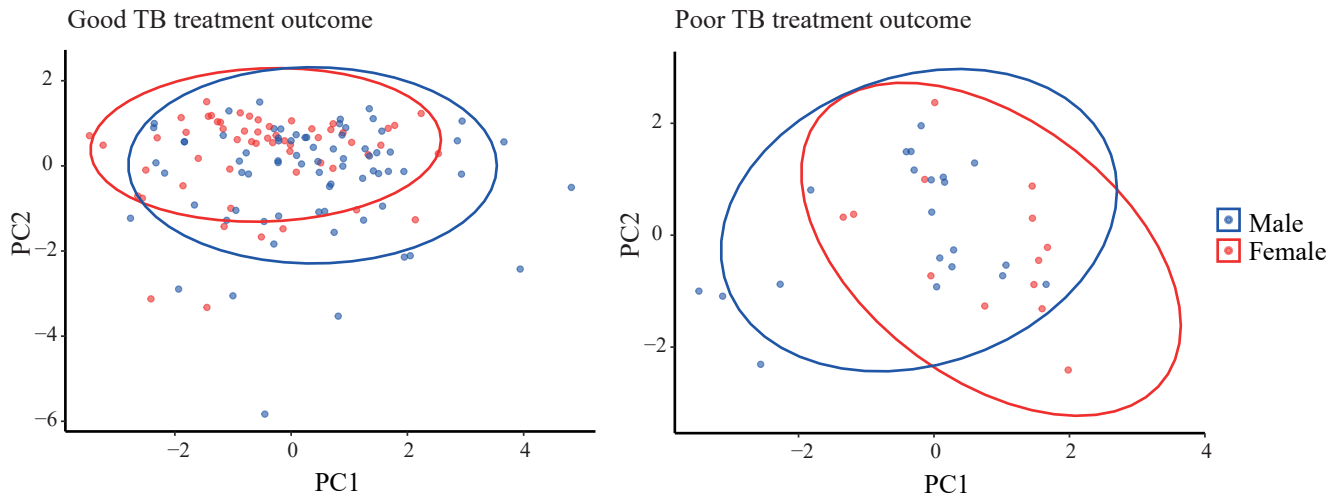 Good TB treatment outcome
Poor TB treatment outcome
PC2
2
0
−2
−4
−6
−2
0
2
4
PC1
PC2
2
0
−2
−2
0
2
4
PC1
Male
Female